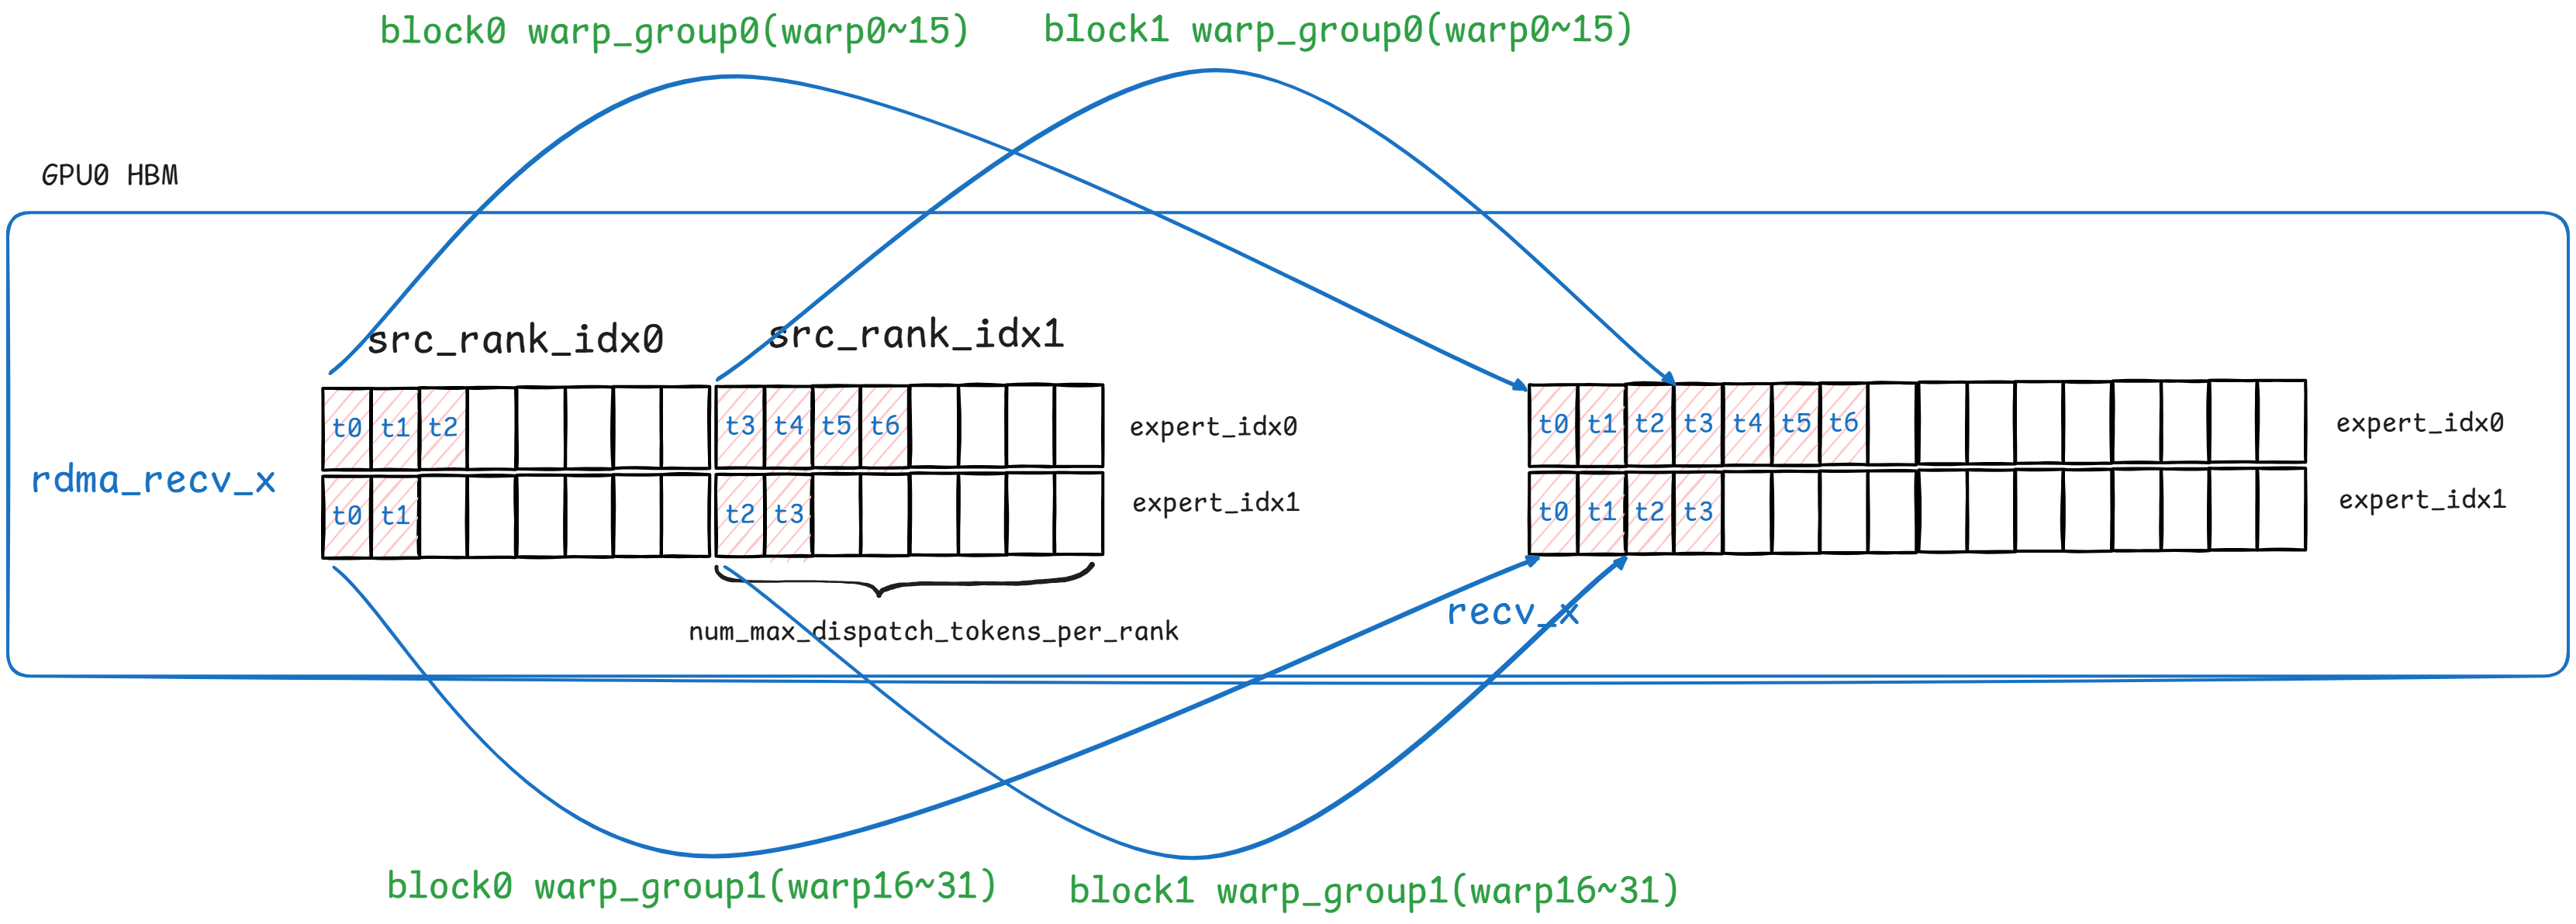 block0 warp_group0(warp0~15)
block1 warp_group0(warp0~15)
GPU0 HBM
src_rank_idx0
src_rank_idx1
t0 t1 t2
t3 t4 t5 t6
expert_idx0
t0 t1 t2 t3 t4 t5 t6
expert_idx0
rdma_recv_x
t0 t1
t2 t3
expert_idx1
t0 t1 t2 t3
expert_idx1
recv_x
num_max_dispatch_tokens_per_rank
block0 warp_group1(warp16~31)
block1 warp_group1(warp16~31)